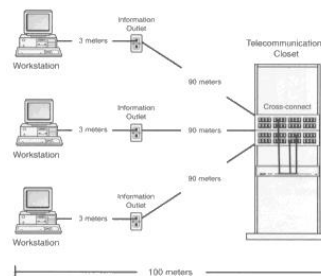 Information
Outlet
3 meters
Workstation
90 meters
Telecommunication
Closet
Cross-connect
Information
Outlet
3 meters
90 meters
Workstation
90 meters
Information
Outlet
3 meters
Workstation
100 meters